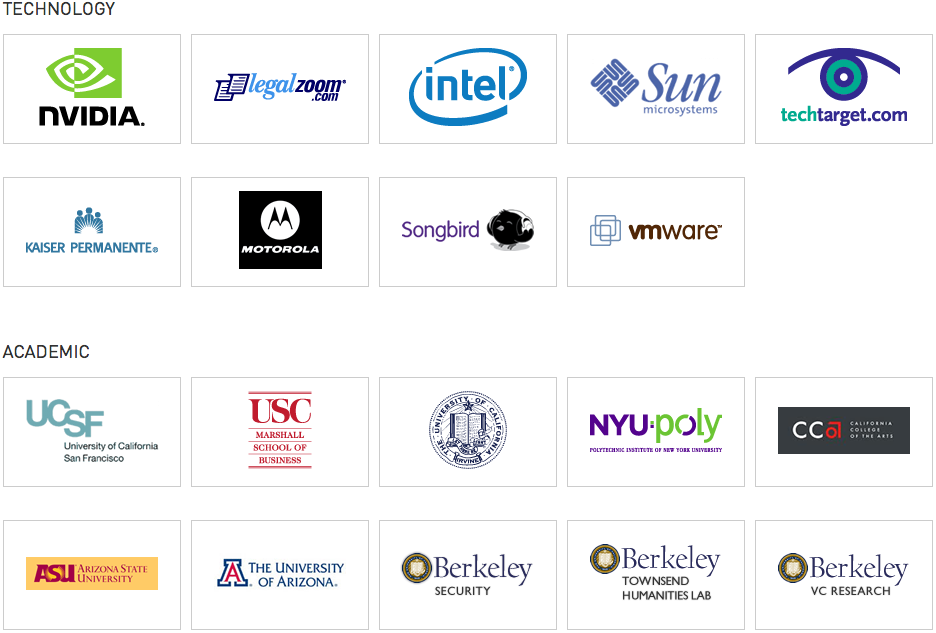 TECHNOLOGY
nVIDIA.
legalzoom®
.com
intel®
Sun
microsystems
techtarget.com
KAISER PERMANENTE®
MOTOROLA
Songbird
vmware™
ACADEMIC
UCSF
University of California
San Francisco
USC
MARSHALL
SCHOOL OF
BUSINESS
THE UNIVERSITY OF CALIFORNIA
IRVINE
NYU·poly
POLYTECHNIC INSTITUTE OF NEW YORK UNIVERSITY
CCa
CALIFORNIA
COLLEGE
OF THE ARTS
ASU
ARIZONA STATE
UNIVERSITY
A
THE UNIVERSITY
OF ARIZONA®
Berkeley
SECURITY
Berkeley
TOWNSEND
HUMANITIES LAB
Berkeley
VC RESEARCH